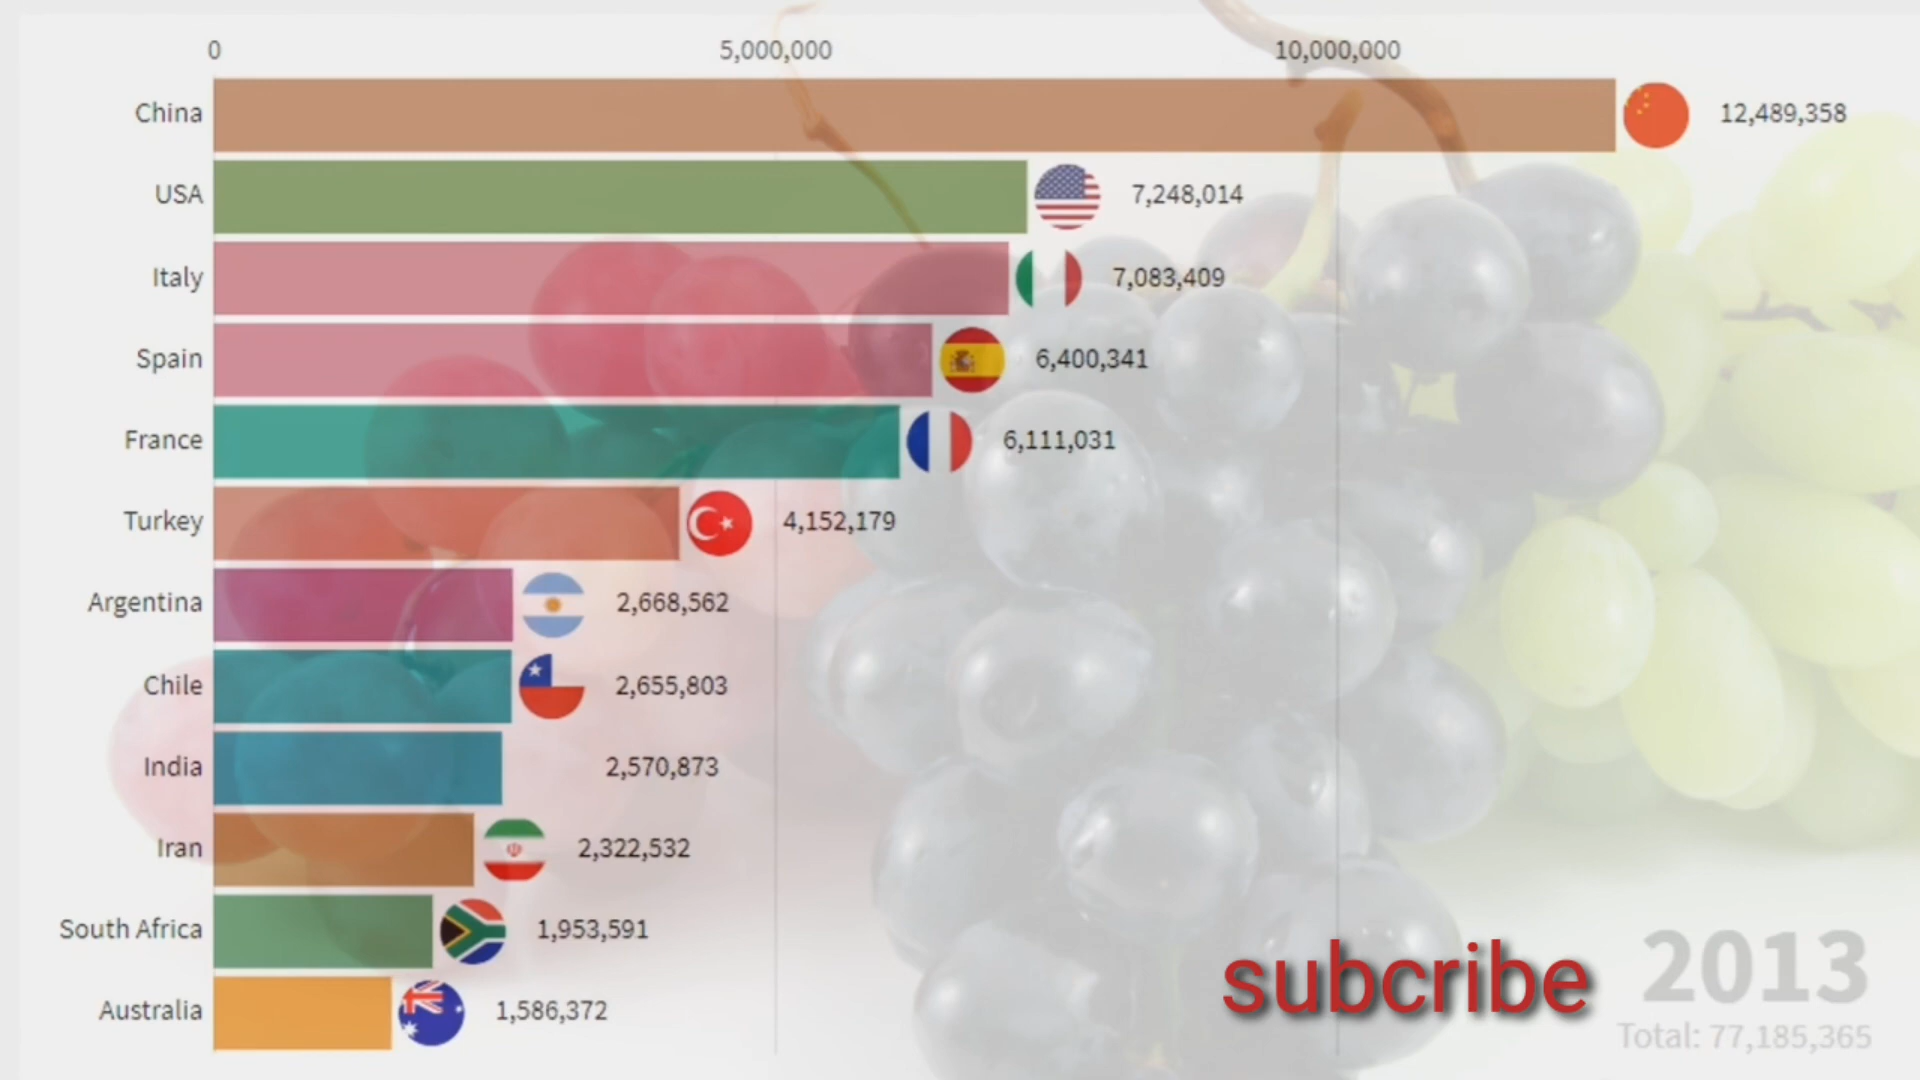 0 5,000,000 10,000,000
China 12,489,358
USA 7,248,014
Italy 7,083,409
Spain 6,400,341
France 6,111,031
Turkey 4,152,179
Argentina 2,668,562
Chile 2,655,803
India 2,570,873
Iran 2,322,532
South Africa 1,953,591
Australia 1,586,372
subcribe
2013
Total: 77,185,365